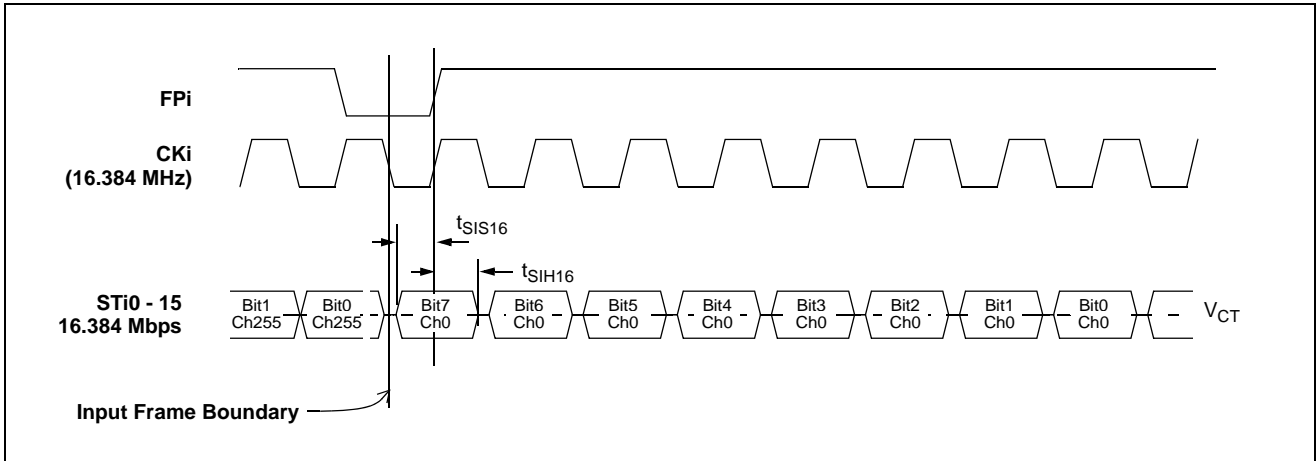 FPi
CKi
(16.384 MHz)
tSIS16
tSIH16
STi0 - 15
16.384 Mbps
Bit1
Ch255
Bit0
Ch255
Bit7
Ch0
Bit6
Ch0
Bit5
Ch0
Bit4
Ch0
Bit3
Ch0
Bit2
Ch0
Bit1
Ch0
Bit0
Ch0
VCT
Input Frame Boundary